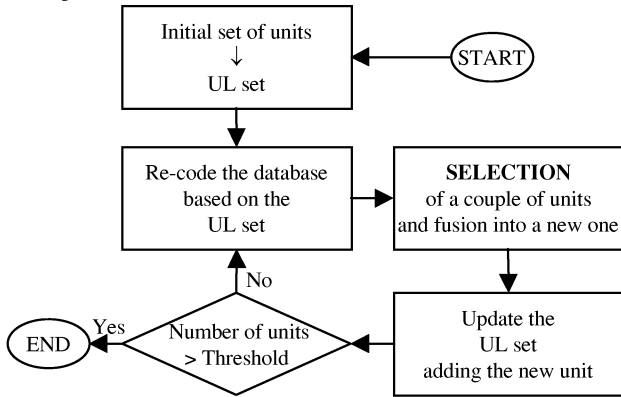 Initial set of units
↓
UL set
START
Re-code the database
based on the
UL set
SELECTION
of a couple of units
and fusion into a new one
Update the
UL set
adding the new unit
Number of units
> Threshold
No
Yes
END